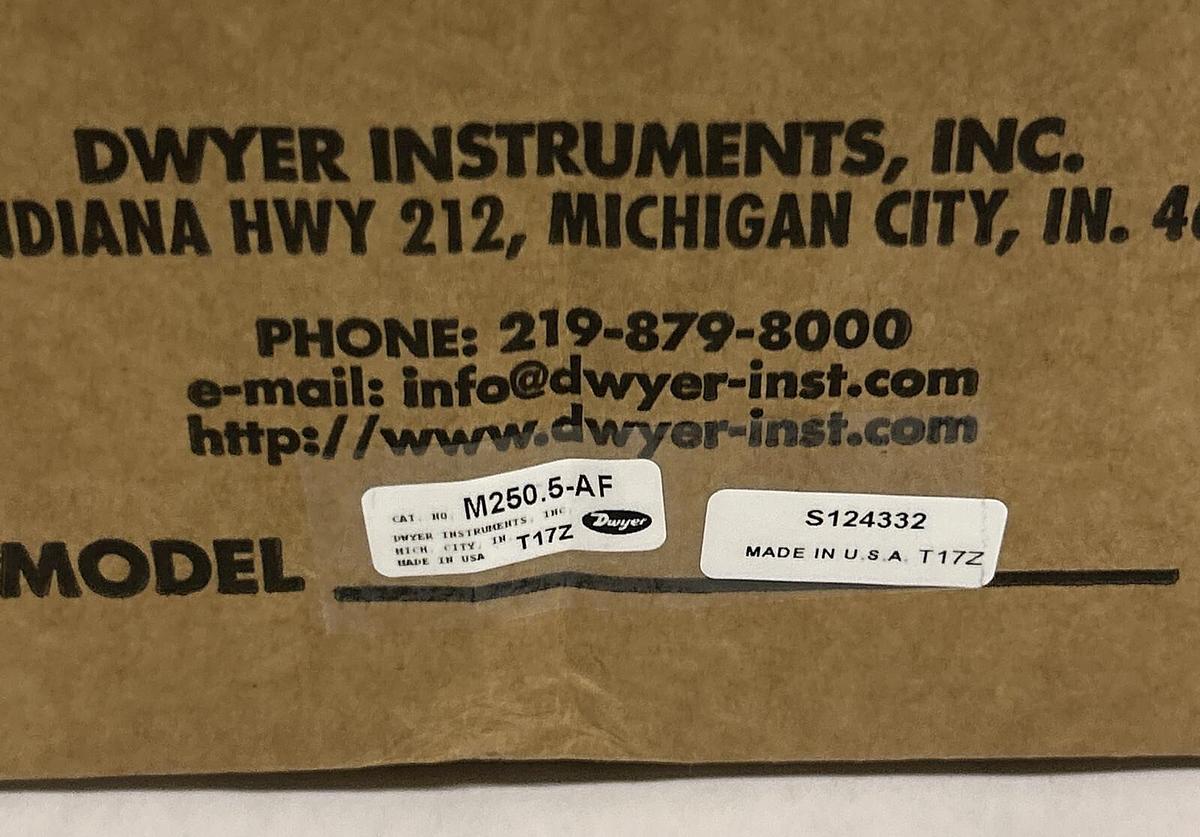 DWYER INSTRUMENTS, INC.
INDIANA HWY 212, MICHIGAN CITY, IN. 46
PHONE: 219-879-8000
e-mail: info@dwyer-inst.com
http://www.dwyer-inst.com
CAT. NO. M250.5-AF
DWYER INSTRUMENTS, INC
MICH. CITY, IN T17Z
MADE IN USA
Dwyer
S124332
MADE IN U.S.A. T17Z
MODEL